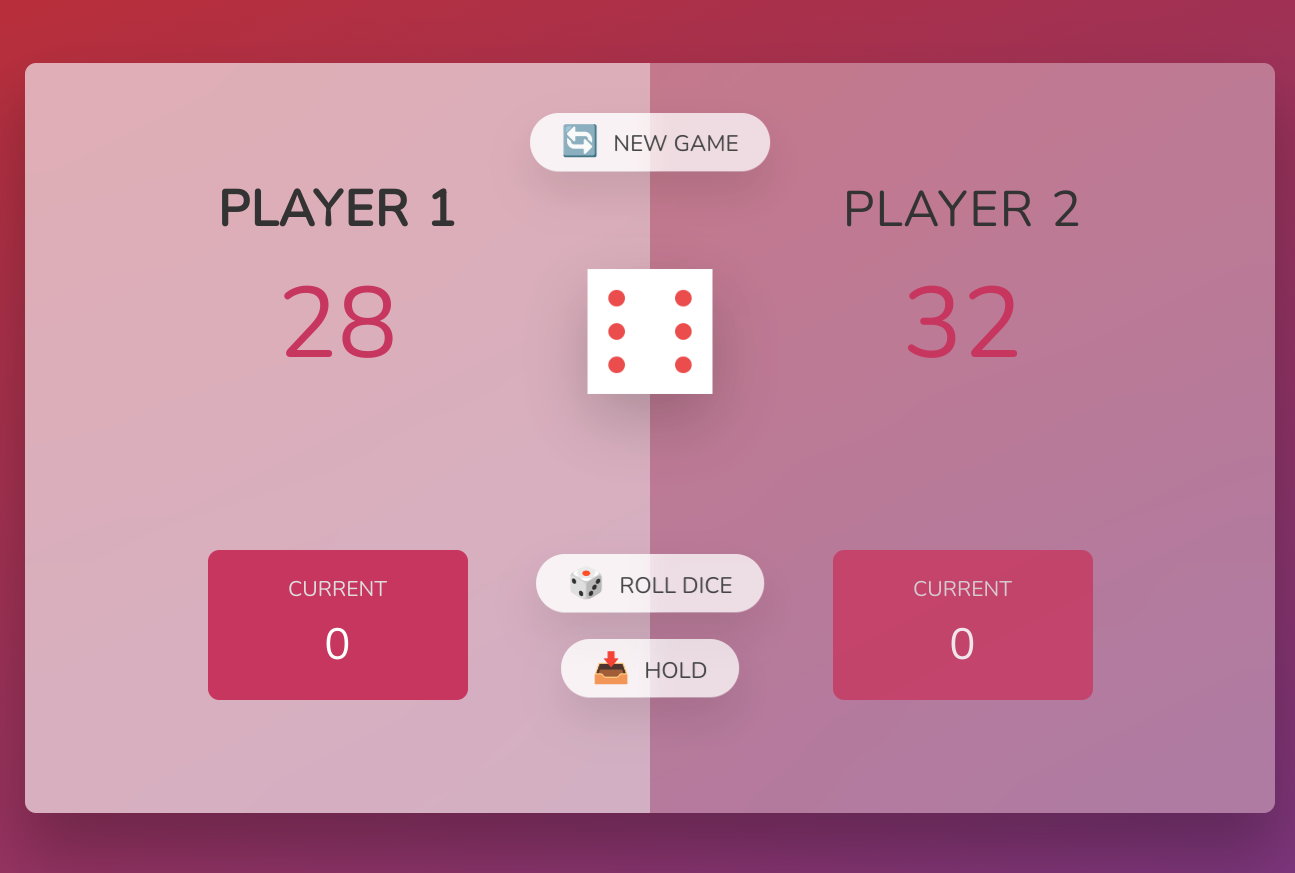 NEW GAME
PLAYER 1
28
CURRENT
0
PLAYER 2
32
CURRENT
0
ROLL DICE
HOLD